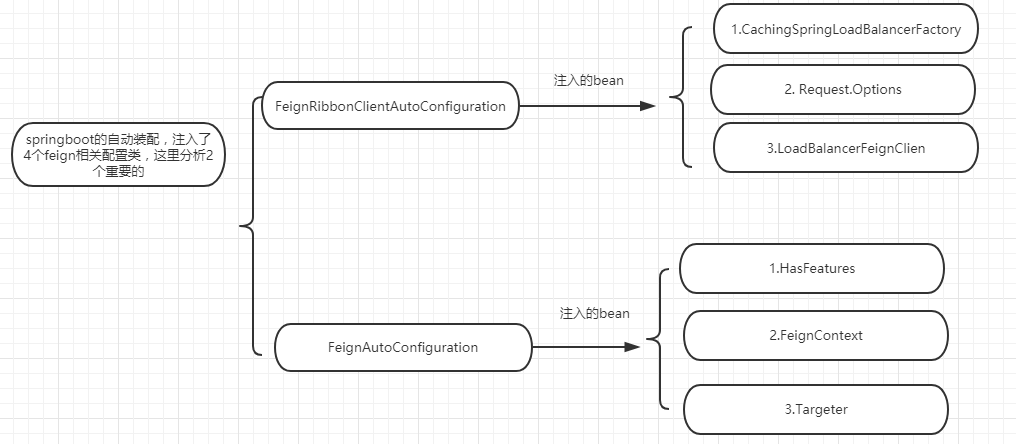 springboot的自动装配，注入了
4个feign相关配置类，这里分析2
个重要的
FeignRibbonClientAutoConfiguration
注入的bean
1.CachingSpringLoadBalancerFactory
2. Request.Options
3.LoadBalancerFeignClien
FeignAutoConfiguration
注入的bean
1.HasFeatures
2.FeignContext
3.Targeter